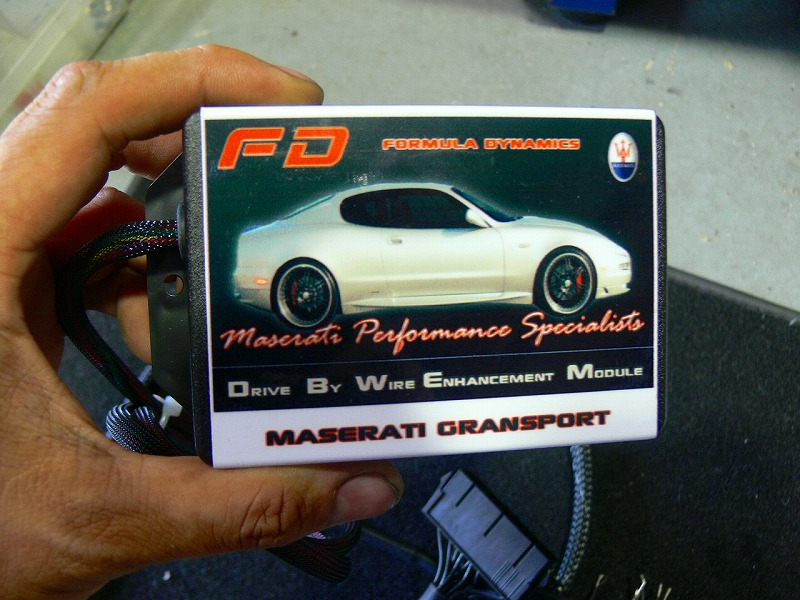 FD
FORMULA DYNAMICS
Maserati Performance Specialists
DRIVE BY WIRE ENHANCEMENT MODULE
MASERATI GRANSPORT